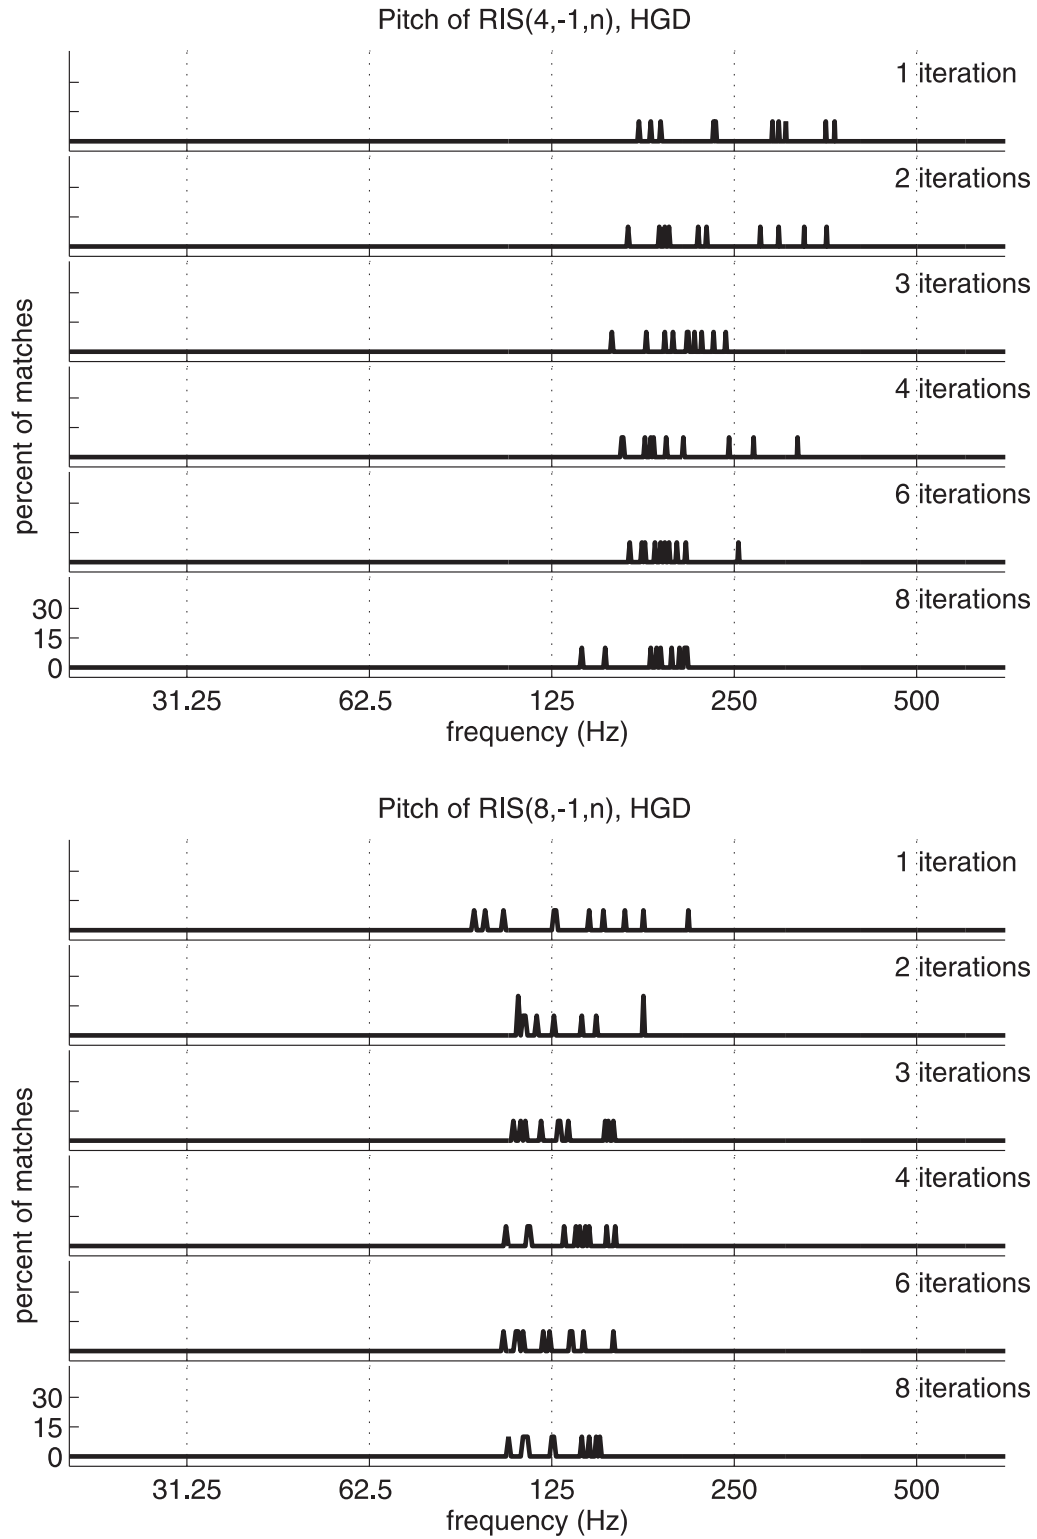 Pitch of RIS(4,-1,n), HGD
1 iteration
2 iterations
3 iterations
4 iterations
6 iterations
8 iterations
percent of matches
30
15
0
31.25 62.5 125 250 500
frequency (Hz)
Pitch of RIS(8,-1,n), HGD
1 iteration
2 iterations
3 iterations
4 iterations
6 iterations
8 iterations
percent of matches
30
15
0
31.25 62.5 125 250 500
frequency (Hz)